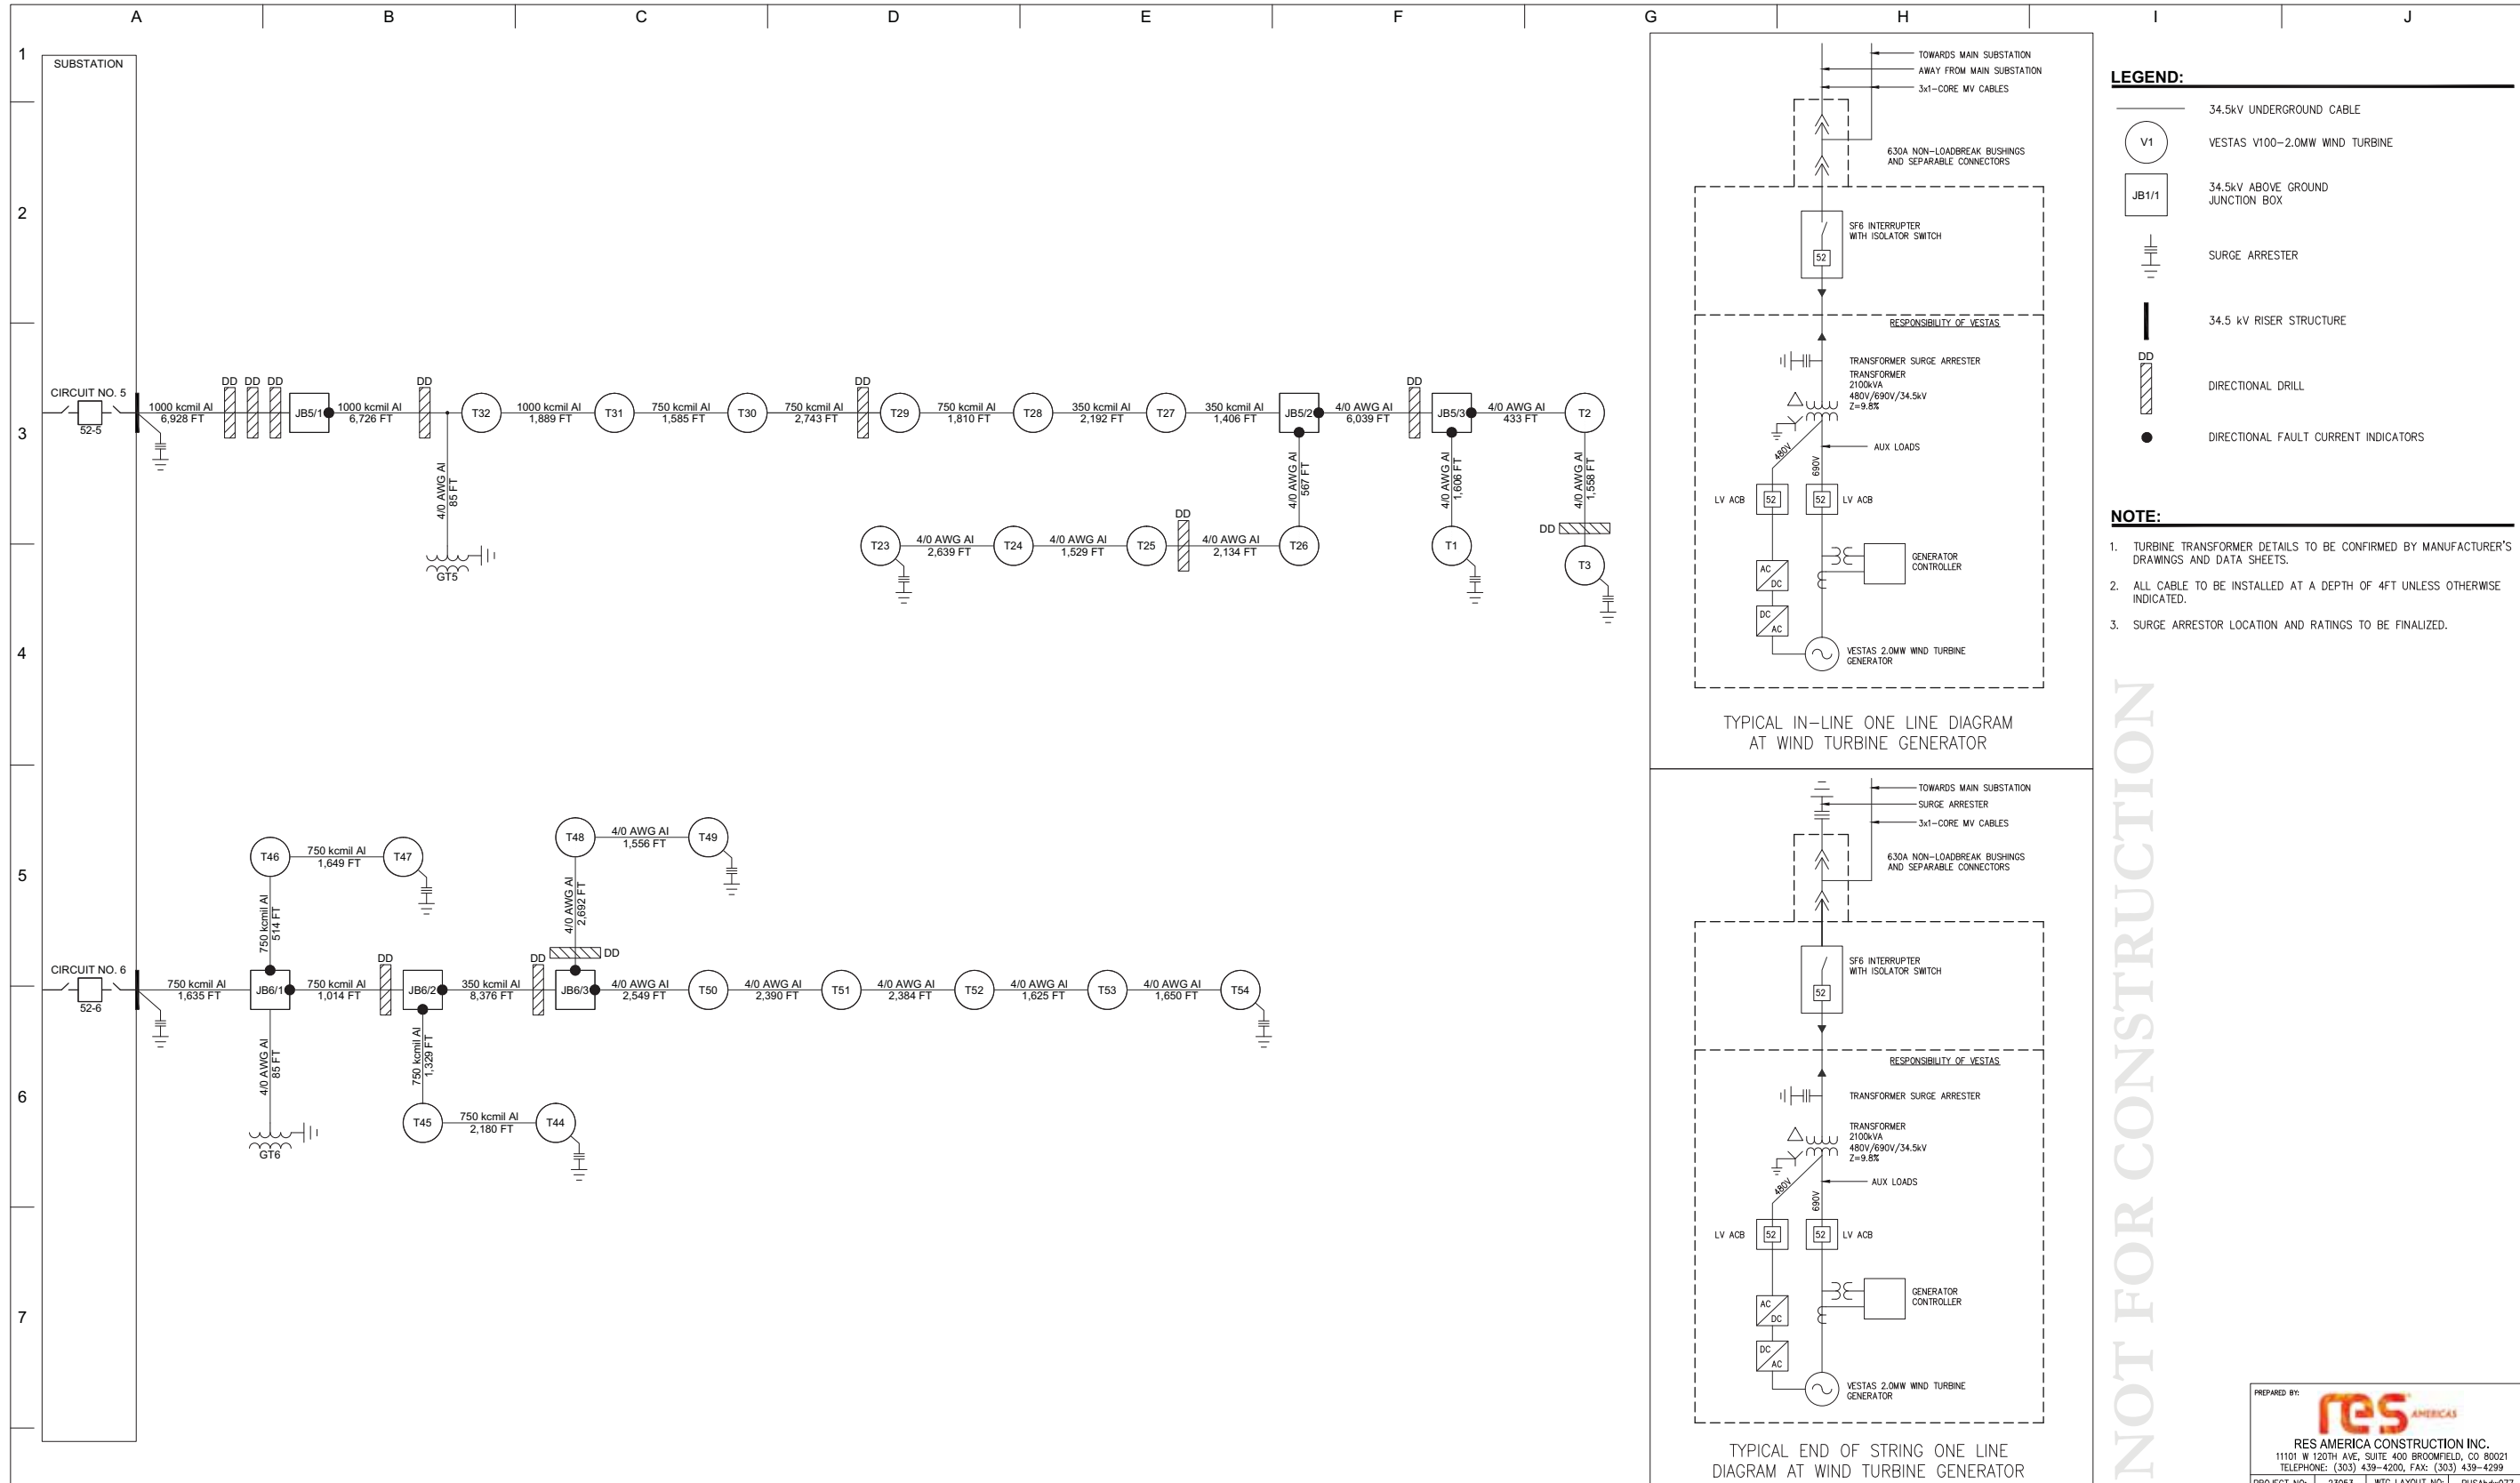 A B C D E F G H I J
1
2
3
4
5
6
7
SUBSTATION
CIRCUIT NO. 5
52-5
1000 kcmil Al
6,928 FT
DD DD DD
JB5/1
1000 kcmil Al
6,726 FT
DD
4/0 AWG Al
85 FT
GT5
T32
1000 kcmil Al
1,889 FT
T31
750 kcmil Al
1,585 FT
T30
750 kcmil Al
2,743 FT
DD
T29
750 kcmil Al
1,810 FT
T28
350 kcmil Al
2,192 FT
T27
350 kcmil Al
1,406 FT
JB5/2
4/0 AWG Al
6,039 FT
DD
JB5/3
4/0 AWG Al
433 FT
T2
4/0 AWG Al
567 FT
4/0 AWG Al
1,606 FT
4/0 AWG Al
1,558 FT
T23
4/0 AWG Al
2,639 FT
T24
4/0 AWG Al
1,529 FT
T25
DD
4/0 AWG Al
2,134 FT
T26
T1
DD
T3
CIRCUIT NO. 6
52-6
750 kcmil Al
1,635 FT
T46
750 kcmil Al
1,649 FT
T47
750 kcmil Al
514 FT
JB6/1
750 kcmil Al
1,014 FT
DD
JB6/2
350 kcmil Al
8,376 FT
DD
JB6/3
T48
4/0 AWG Al
1,556 FT
T49
4/0 AWG Al
2,692 FT
DD
4/0 AWG Al
2,549 FT
T50
4/0 AWG Al
2,390 FT
T51
4/0 AWG Al
2,384 FT
T52
4/0 AWG Al
1,625 FT
T53
4/0 AWG Al
1,650 FT
T54
4/0 AWG Al
85 FT
GT6
750 kcmil Al
1,329 FT
T45
750 kcmil Al
2,180 FT
T44
TOWARDS MAIN SUBSTATION
AWAY FROM MAIN SUBSTATION
3x1-CORE MV CABLES
630A NON-LOADBREAK BUSHINGS
AND SEPARABLE CONNECTORS
SF6 INTERRUPTER
WITH ISOLATOR SWITCH
52
RESPONSIBILITY OF VESTAS
TRANSFORMER SURGE ARRESTER
TRANSFORMER
2100kVA
480V/690V/34.5kV
Z=9.8%
AUX LOADS
480V
690V
LV ACB
52
52
LV ACB
GENERATOR
CONTROLLER
AC
DC
DC
AC
VESTAS 2.0MW WIND TURBINE
GENERATOR
TYPICAL IN-LINE ONE LINE DIAGRAM
AT WIND TURBINE GENERATOR
TOWARDS MAIN SUBSTATION
SURGE ARRESTER
3x1-CORE MV CABLES
630A NON-LOADBREAK BUSHINGS
AND SEPARABLE CONNECTORS
SF6 INTERRUPTER
WITH ISOLATOR SWITCH
52
RESPONSIBILITY OF VESTAS
TRANSFORMER SURGE ARRESTER
TRANSFORMER
2100kVA
480V/690V/34.5kV
Z=9.8%
AUX LOADS
480V
690V
LV ACB
52
52
LV ACB
GENERATOR
CONTROLLER
AC
DC
DC
AC
VESTAS 2.0MW WIND TURBINE
GENERATOR
TYPICAL END OF STRING ONE LINE
DIAGRAM AT WIND TURBINE GENERATOR
LEGEND:
34.5kV UNDERGROUND CABLE
V1
VESTAS V100-2.0MW WIND TURBINE
JB1/1
34.5kV ABOVE GROUND
JUNCTION BOX
SURGE ARRESTER
34.5 kV RISER STRUCTURE
DD
DIRECTIONAL DRILL
DIRECTIONAL FAULT CURRENT INDICATORS
NOTE:
1. TURBINE TRANSFORMER DETAILS TO BE CONFIRMED BY MANUFACTURER'S
DRAWINGS AND DATA SHEETS.
2. ALL CABLE TO BE INSTALLED AT A DEPTH OF 4FT UNLESS OTHERWISE
INDICATED.
3. SURGE ARRESTOR LOCATION AND RATINGS TO BE FINALIZED.
NOT FOR CONSTRUCTION
PREPARED BY:
res AMERICAS
RES AMERICA CONSTRUCTION INC.
11101 W 120TH AVE, SUITE 400 BROOMFIELD, CO 80021
TELEPHONE: (303) 439-4200, FAX: (303) 439-4299